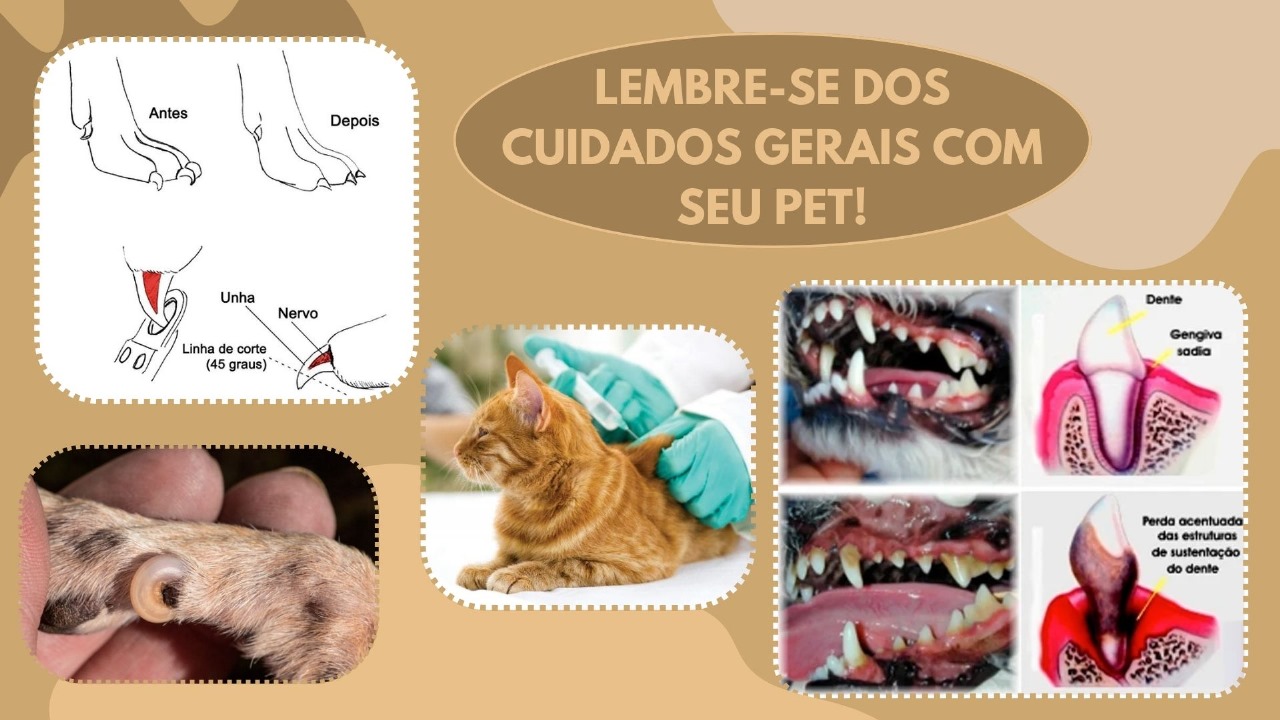 LEMBRE-SE DOS
CUIDADOS GERAIS COM
SEU PET!
Antes
Depois
Unha
Nervo
Linha de corte
(45 graus)
Dente
Gengiva
sadia
Perda acentuada
das estruturas
de sustentação
do dente